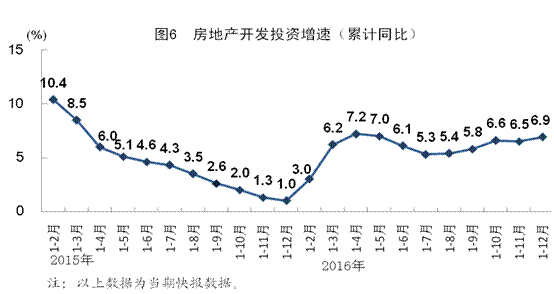 图6 房地产开发投资增速（累计同比）
(%)
15
10
5
0
10.4 8.5 6.0 5.1 4.6 4.3 3.5 2.6 2.0 1.3 1.0 3.0 6.2 7.2 7.0 6.1 5.3 5.4 5.8 6.6 6.5 6.9
1-2月 1-3月 1-4月 1-5月 1-6月 1-7月 1-8月 1-9月 1-10月 1-11月 1-12月 1-2月 1-3月 1-4月 1-5月 1-6月 1-7月 1-8月 1-9月 1-10月 1-11月 1-12月
2015年 2016年
注：以上数据为当期快报数据。